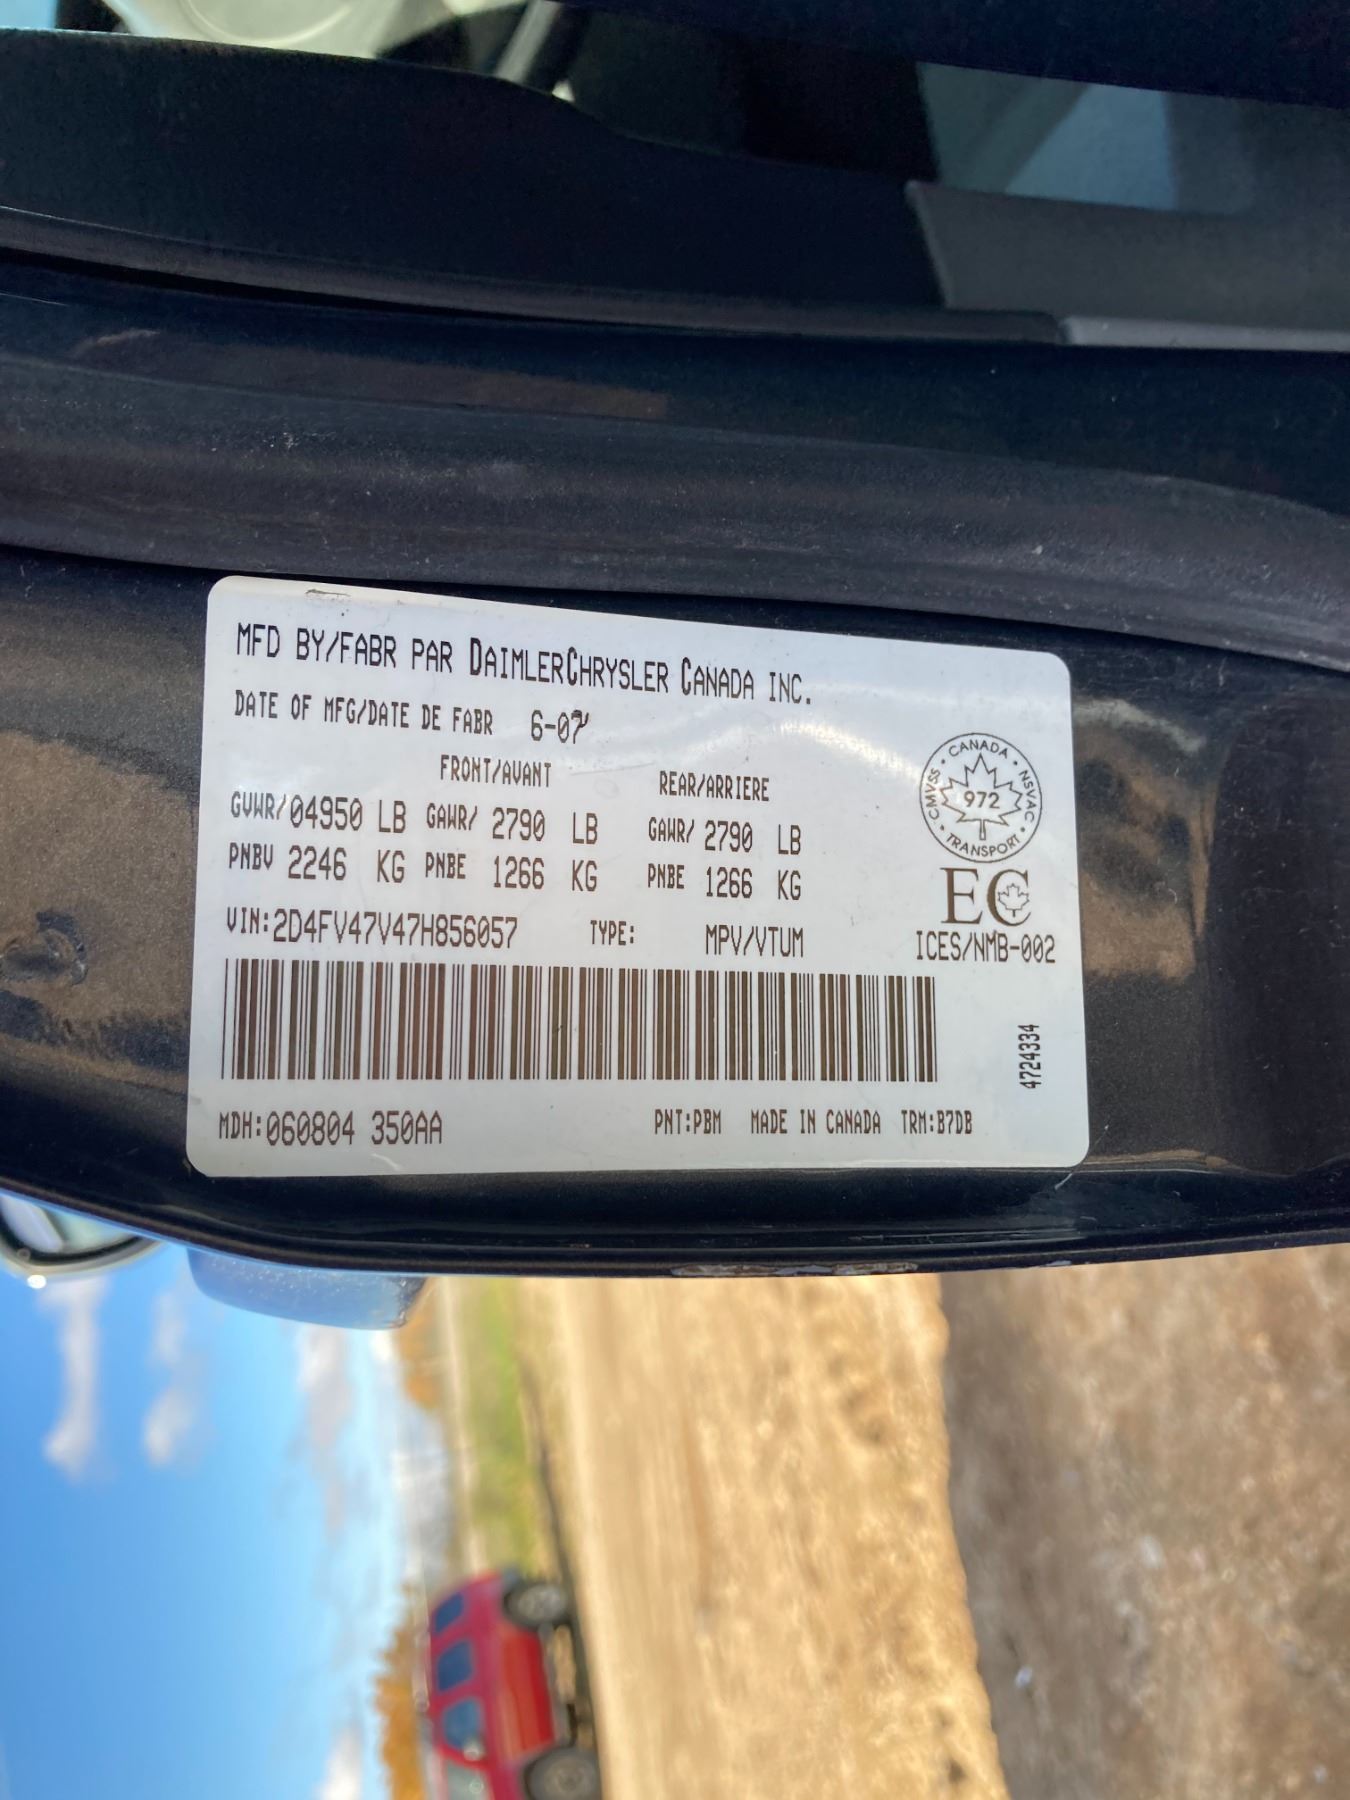 MFD BY/FABR PAR DAIMLERCHRYSLER CANADA INC.
DATE OF MFG/DATE DE FABR 6-07
FRONT/AVANT REAR/ARRIERE
GVWR/04950 LB GAWR/ 2790 LB GAWR/ 2790 LB
PNBV 2246 KG PNBE 1266 KG PNBE 1266 KG
VIN:2D4FV47V47H856057 TYPE: MPV/VTUM
CANADA · NSVAC · TRANSPORT · CMVSS ·
972
EC
ICES/NMB-002
4724334
MDH:060804 350AA PNT:PBM MADE IN CANADA TRM:B7DB